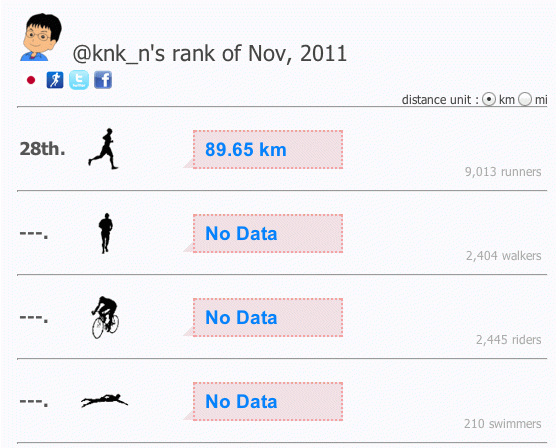 @knk_n's rank of Nov, 2011
distance unit : km mi
28th.
89.65 km
9,013 runners
---.
No Data
2,404 walkers
---.
No Data
2,445 riders
---.
No Data
210 swimmers